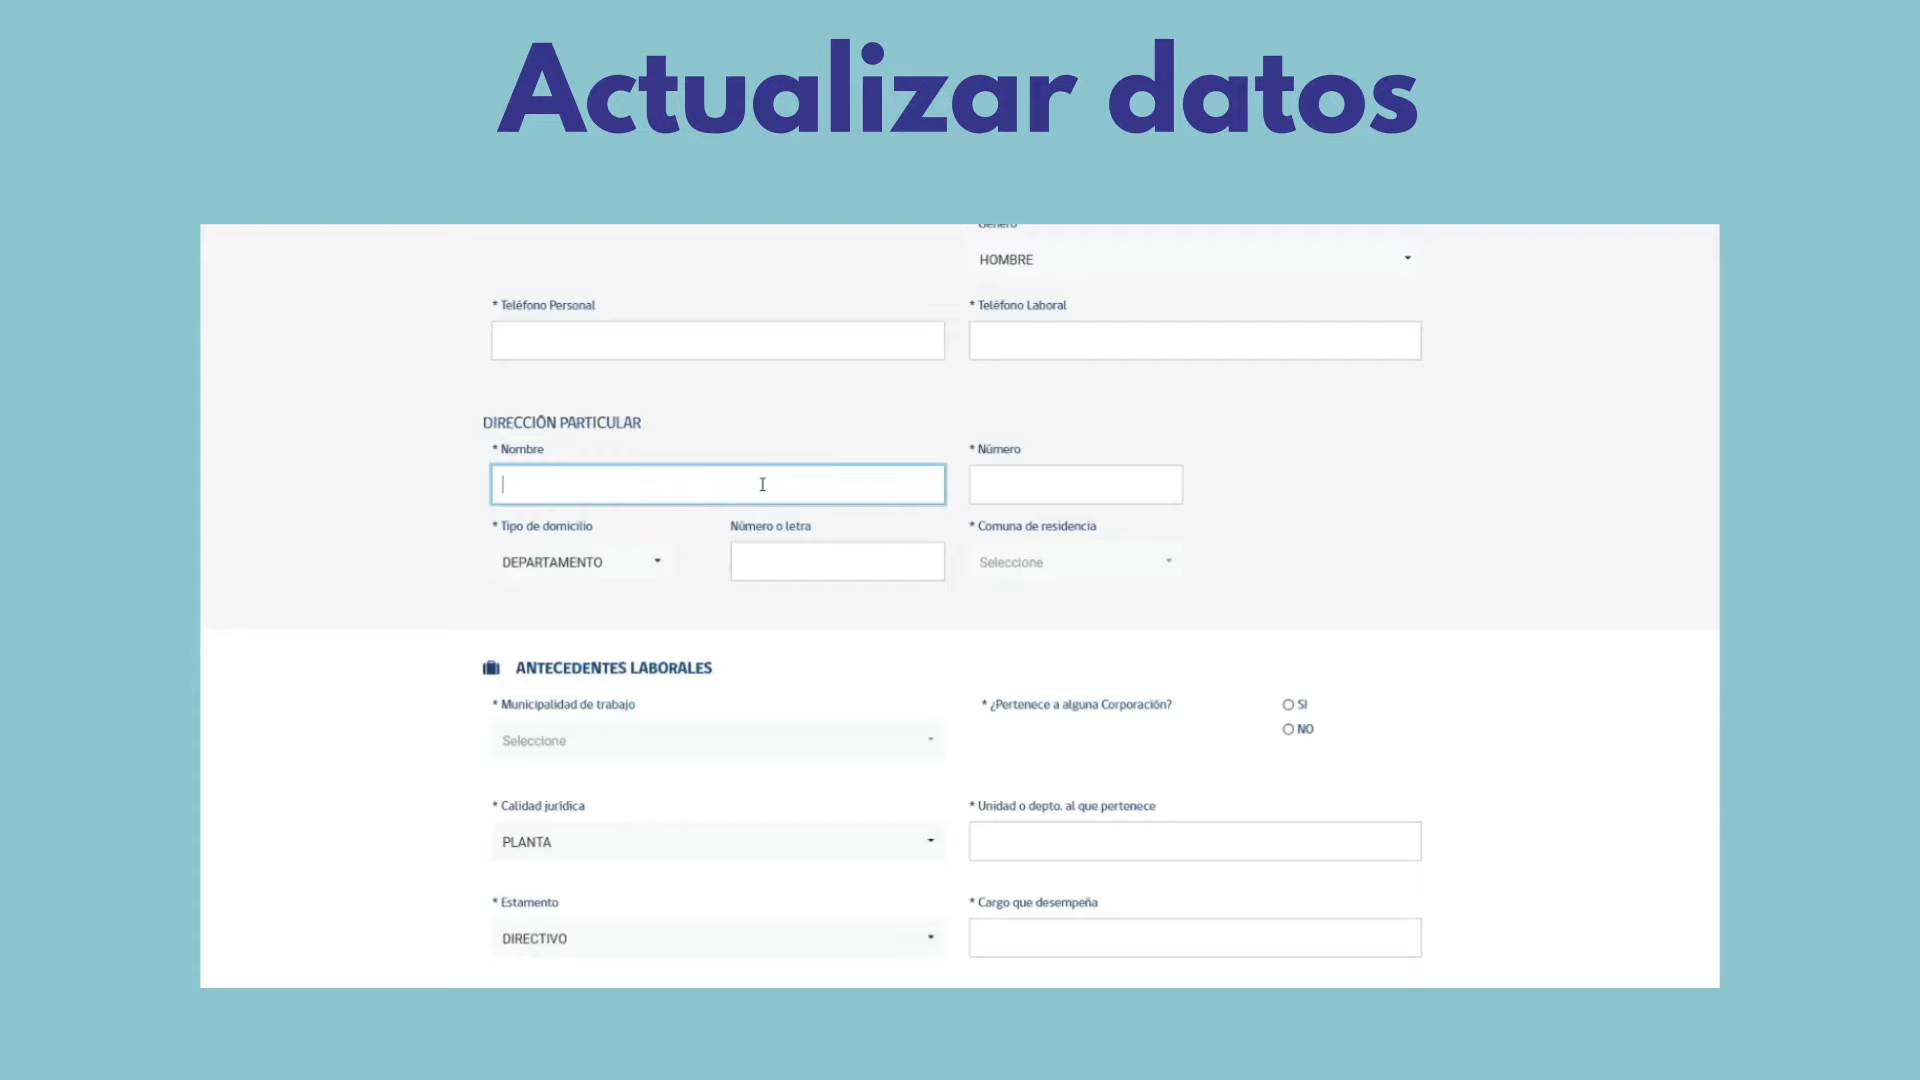 Actualizar datos
Género
HOMBRE
* Teléfono Personal
* Teléfono Laboral
DIRECCIÓN PARTICULAR
* Nombre
* Número
* Tipo de domicilio
Número o letra
* Comuna de residencia
DEPARTAMENTO
Seleccione
ANTECEDENTES LABORALES
* Municipalidad de trabajo
* ¿Pertenece a alguna Corporación?
SI
NO
Seleccione
* Calidad jurídica
* Unidad o depto. al que pertenece
PLANTA
* Estamento
* Cargo que desempeña
DIRECTIVO